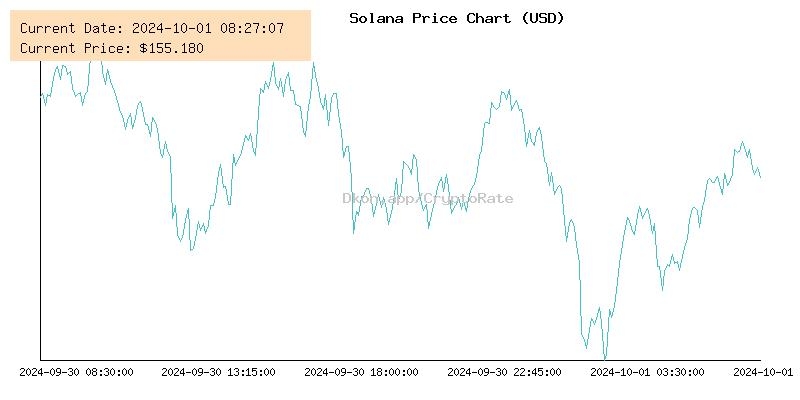 Solana Price Chart (USD)
Current Date: 2024-10-01 08:27:07
Current Price: $155.180
Dkon.app/CryptoRate
2024-09-30 08:30:00
2024-09-30 13:15:00
2024-09-30 18:00:00
2024-09-30 22:45:00
2024-10-01 03:30:00
2024-10-01